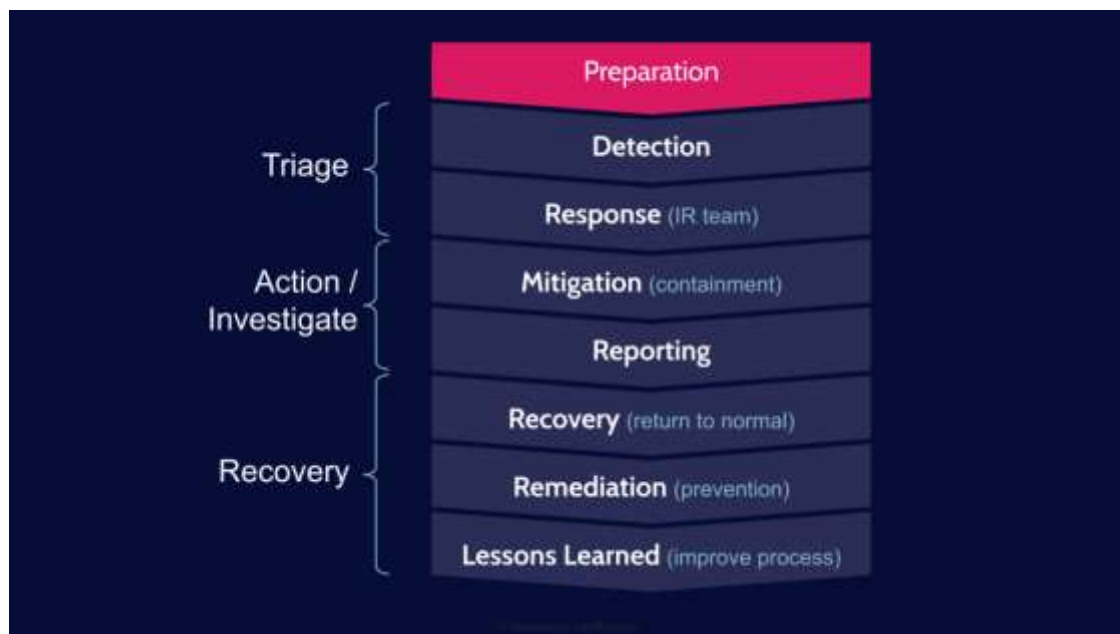 Preparation
Detection
Triage
Response (IR team)
Mitigation (containment)
Action /
Investigate
Reporting
Recovery (return to normal)
Recovery
Remediation (prevention)
Lessons Learned (improve process)